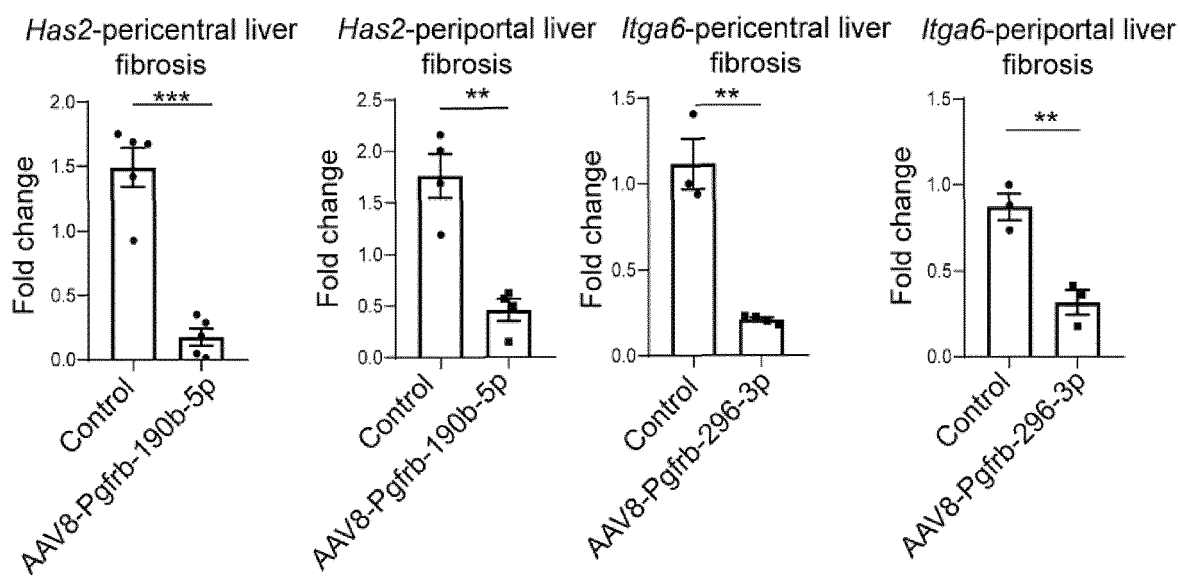 Has2-pericentral liver
fibrosis
***
2.0
1.5
1.0
0.5
0.0
Fold change
Control
AAV8-Pgfrb-190b-5p
Has2-periportal liver
fibrosis
**
2.5
2.0
1.5
1.0
0.5
0.0
Fold change
Control
AAV8-Pgfrb-190b-5p
Itga6-pericentral liver
fibrosis
**
1.5
1.0
0.5
0.0
Fold change
Control
AAV8-Pgfrb-296-3p
Itga6-periportal liver
fibrosis
**
1.5
1.0
0.5
0.0
Fold change
Control
AAV8-Pgfrb-296-3p